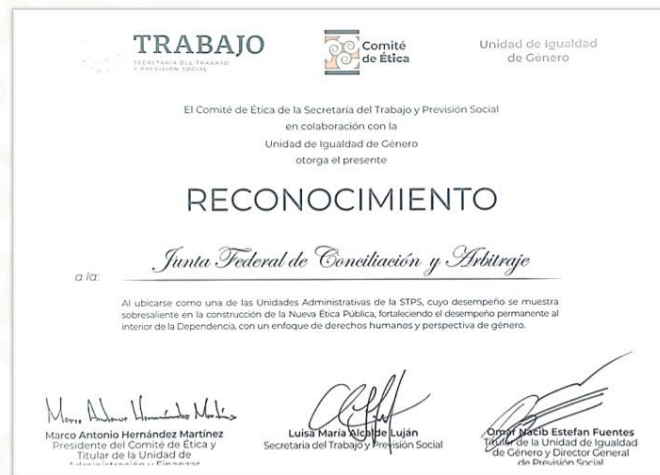 TRABAJO
SECRETARÍA DEL TRABAJO
Y PREVISIÓN SOCIAL
Comité
de Ética
Unidad de Igualdad
de Género
El Comité de Ética de la Secretaría del Trabajo y Previsión Social
en colaboración con la
Unidad de Igualdad de Género
otorga el presente
RECONOCIMIENTO
a la:
Junta Federal de Conciliación y Arbitraje
Al ubicarse como una de las Unidades Administrativas de la STPS, cuyo desempeño se muestra
sobresaliente en la construcción de la Nueva Ética Pública, fortaleciendo el desempeño permanente al
interior de la Dependencia, con un enfoque de derechos humanos y perspectiva de género.
Marco Antonio Hernández Martínez
Presidente del Comité de Ética y
Titular de la Unidad de
Luisa María Alcalde Luján
Secretaria del Trabajo y Previsión Social
Omar Nacib Estefan Fuentes
Titular de la Unidad de Igualdad
de Género y Director General
de Previsión Social